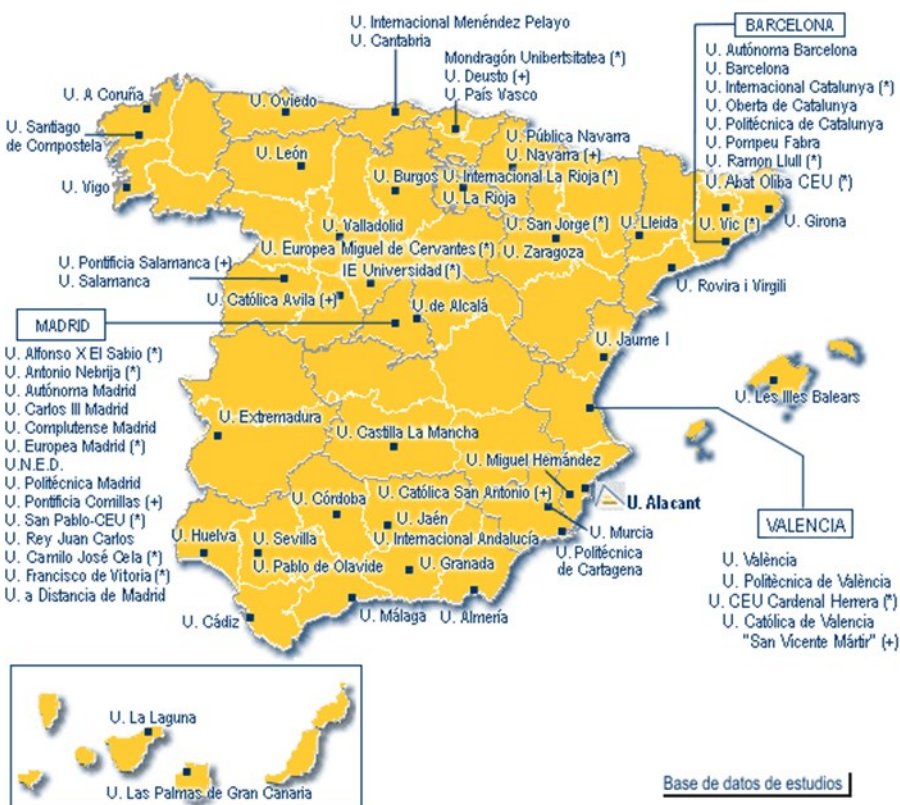 U. Internacional Menéndez Pelayo
U. Cantabria
Mondragón Unibertsitatea (*)
U. Deusto (+)
U. País Vasco
BARCELONA
U. Autónoma Barcelona
U. Barcelona
U. Internacional Catalunya (*)
U. Oberta de Catalunya
U. Politécnica de Catalunya
U. Pompeu Fabra
U. Ramon Llull (*)
U. Abat Oliba CEU (*)
U. Vic (*)
U. Girona
U. A Coruña
U. Oviedo
U. Santiago
de Compostela
U. Vigo
U. León
U. Pública Navarra
U. Navarra (+)
U. Burgos
U. Internacional La Rioja (*)
U. La Rioja
U. Valladolid
U. Europea Miguel de Cervantes (*)
IE Universidad (*)
U. San Jorge (*)
U. Zaragoza
U. Lleida
U. Rovira i Virgili
U. Pontificia Salamanca (+)
U. Salamanca
U. Católica Avila (+)
U. de Alcalá
MADRID
U. Alfonso X El Sabio (*)
U. Antonio Nebrija (*)
U. Autónoma Madrid
U. Carlos III Madrid
U. Complutense Madrid
U. Europea Madrid (*)
U.N.E.D.
U. Politécnica Madrid
U. Pontificia Comillas (+)
U. San Pablo-CEU (*)
U. Rey Juan Carlos
U. Camilo José Cela (*)
U. Francisco de Vitoria (*)
U. a Distancia de Madrid
U. Jaume I
U. Les Illes Balears
U. Extremadura
U. Castilla La Mancha
U. Miguel Hernández
U. Católica San Antonio (+)
U. Alacant
U. Córdoba
U. Jaén
U. Internacional Andalucía
U. Murcia
U. Politécnica
de Cartagena
U. Huelva
U. Sevilla
U. Pablo de Olavide
U. Granada
U. Cádiz
U. Málaga
U. Almería
VALENCIA
U. València
U. Politècnica de València
U. CEU Cardenal Herrera (*)
U. Católica de Valencia
"San Vicente Mártir" (+)
U. La Laguna
U. Las Palmas de Gran Canaria
Base de datos de estudios